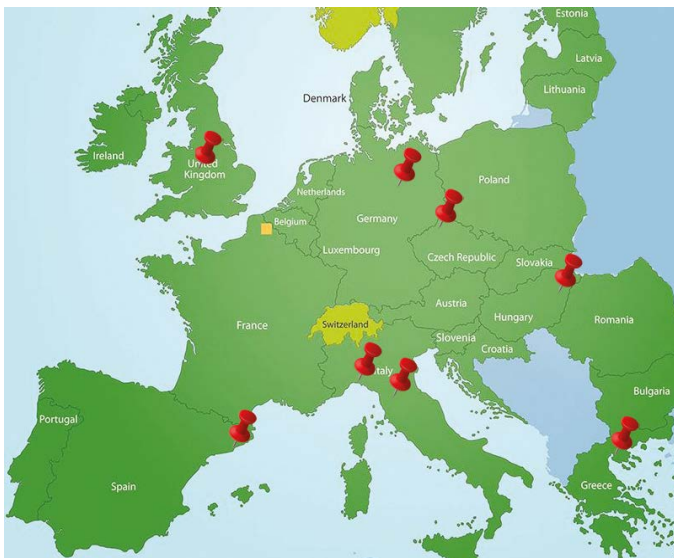 Estonia
Latvia
Lithuania
Denmark
Ireland
United
Kingdom
Netherlands
Poland
Belgium
Germany
Luxembourg
Czech Republic
Slovakia
Austria
France
Switzerland
Hungary
Romania
Slovenia
Croatia
Italy
Bulgaria
Portugal
Spain
Greece